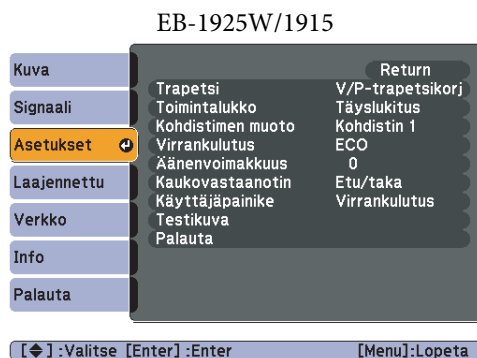 EB-1925W/1915
Kuva
Signaali
Asetukset
Laajennettu
Verkko
Info
Palauta
Return
Trapetsi V/P-trapetsikorj
Toimintalukko Täyslukitus
Kohdistimen muoto Kohdistin 1
Virrankulutus ECO
Äänenvoimakkuus 0
Kaukovastaanotin Etu/taka
Käyttäjäpainike Virrankulutus
Testikuva
Palauta
[◆] :Valitse [Enter] :Enter [Menu]:Lopeta